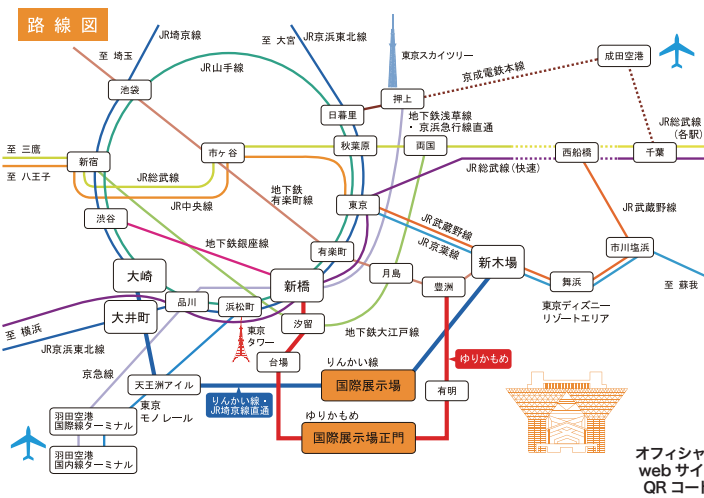 路線図
JR埼京線
至 埼玉
至 大宮
JR京浜東北線
東京スカイツリー
成田空港
京成電鉄本線
JR山手線
池袋
押上
日暮里
地下鉄浅草線
・京浜急行線直通
JR総武線
(各駅)
至 三鷹
新宿
市ヶ谷
秋葉原
両国
西船橋
千葉
至 八王子
JR総武線
JR総武線(快速)
JR中央線
地下鉄
有楽町線
東京
JR武蔵野線
渋谷
JR武蔵野線
JR京葉線
地下鉄銀座線
有楽町
市川塩浜
新木場
大崎
新橋
月島
豊洲
舞浜
至 蘇我
品川
浜松町
東京ディズニー
リゾートエリア
大井町
汐留
至 横浜
東京
タワー
地下鉄大江戸線
JR京浜東北線
台場
りんかい線
ゆりかもめ
京急線
天王洲アイル
国際展示場
有明
東京
モノレール
りんかい線・
JR埼京線直通
羽田空港
国際線ターミナル
ゆりかもめ
国際展示場正門
羽田空港
国内線ターミナル
オフィシャ
web サイ
QR コート